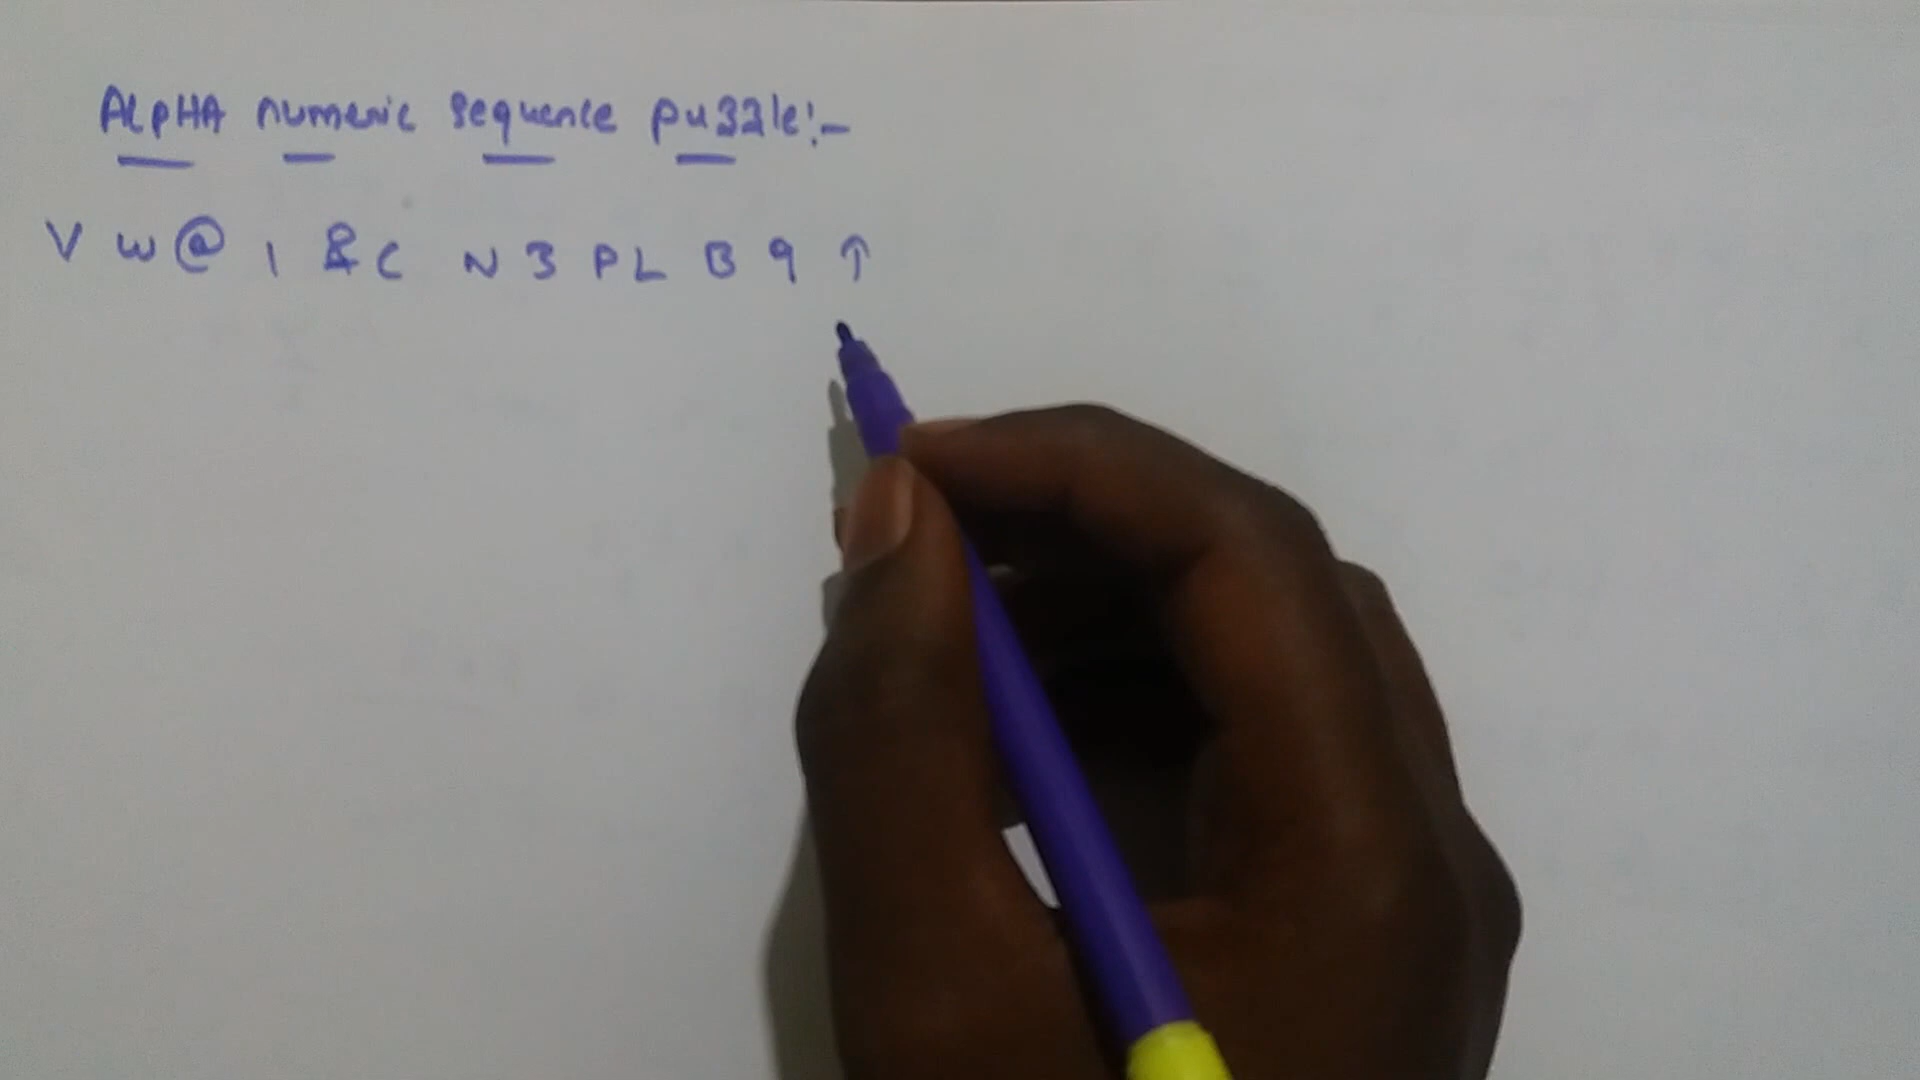 ALPHA numeric sequence puzzle:-
V W @ 1 & C N 3 P L B 9 ↑